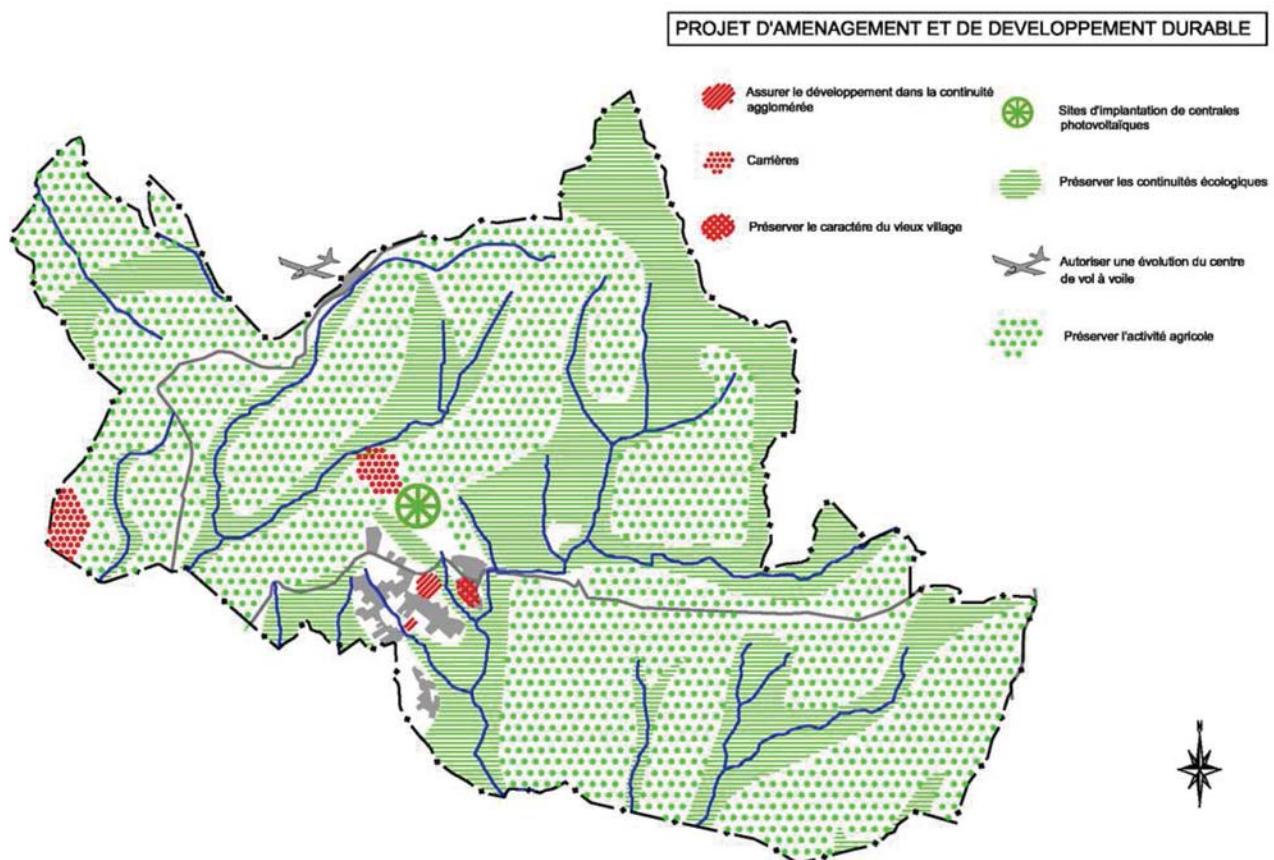 PROJET D'AMENAGEMENT ET DE DEVELOPPEMENT DURABLE
Assurer le développement dans la continuité
agglomérée
Carrières
Préserver le caractère du vieux village
Sites d'implantation de centrales
photovoltaïques
Préserver les continuités écologiques
Autoriser une évolution du centre
de vol à voile
Préserver l'activité agricole
N